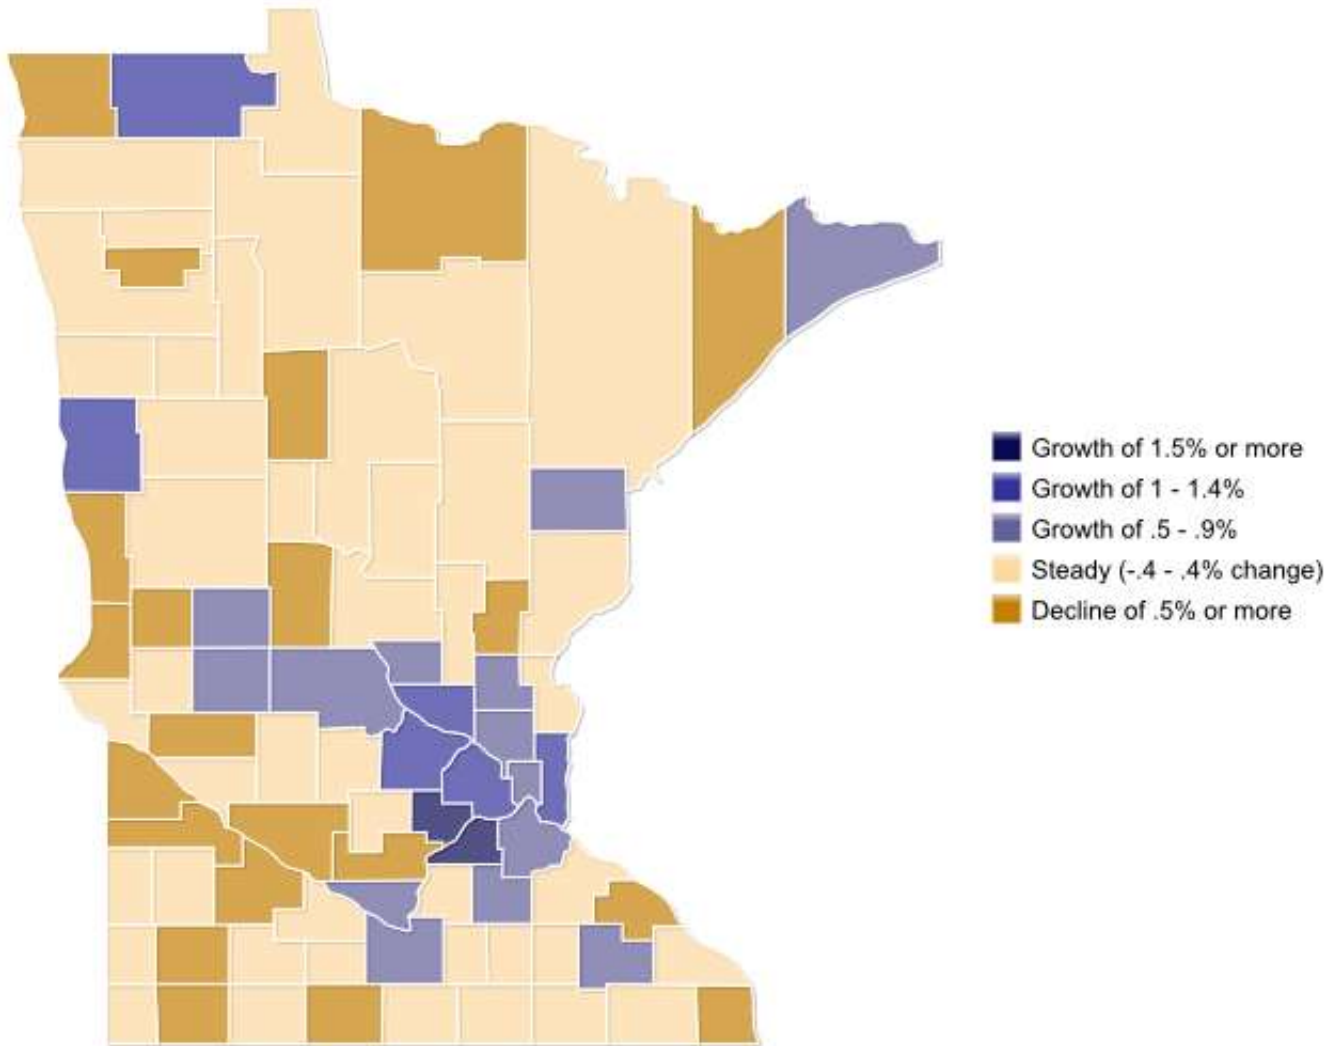 Growth of 1.5% or more
Growth of 1 - 1.4%
Growth of .5 - .9%
Steady (-.4 - .4% change)
Decline of .5% or more